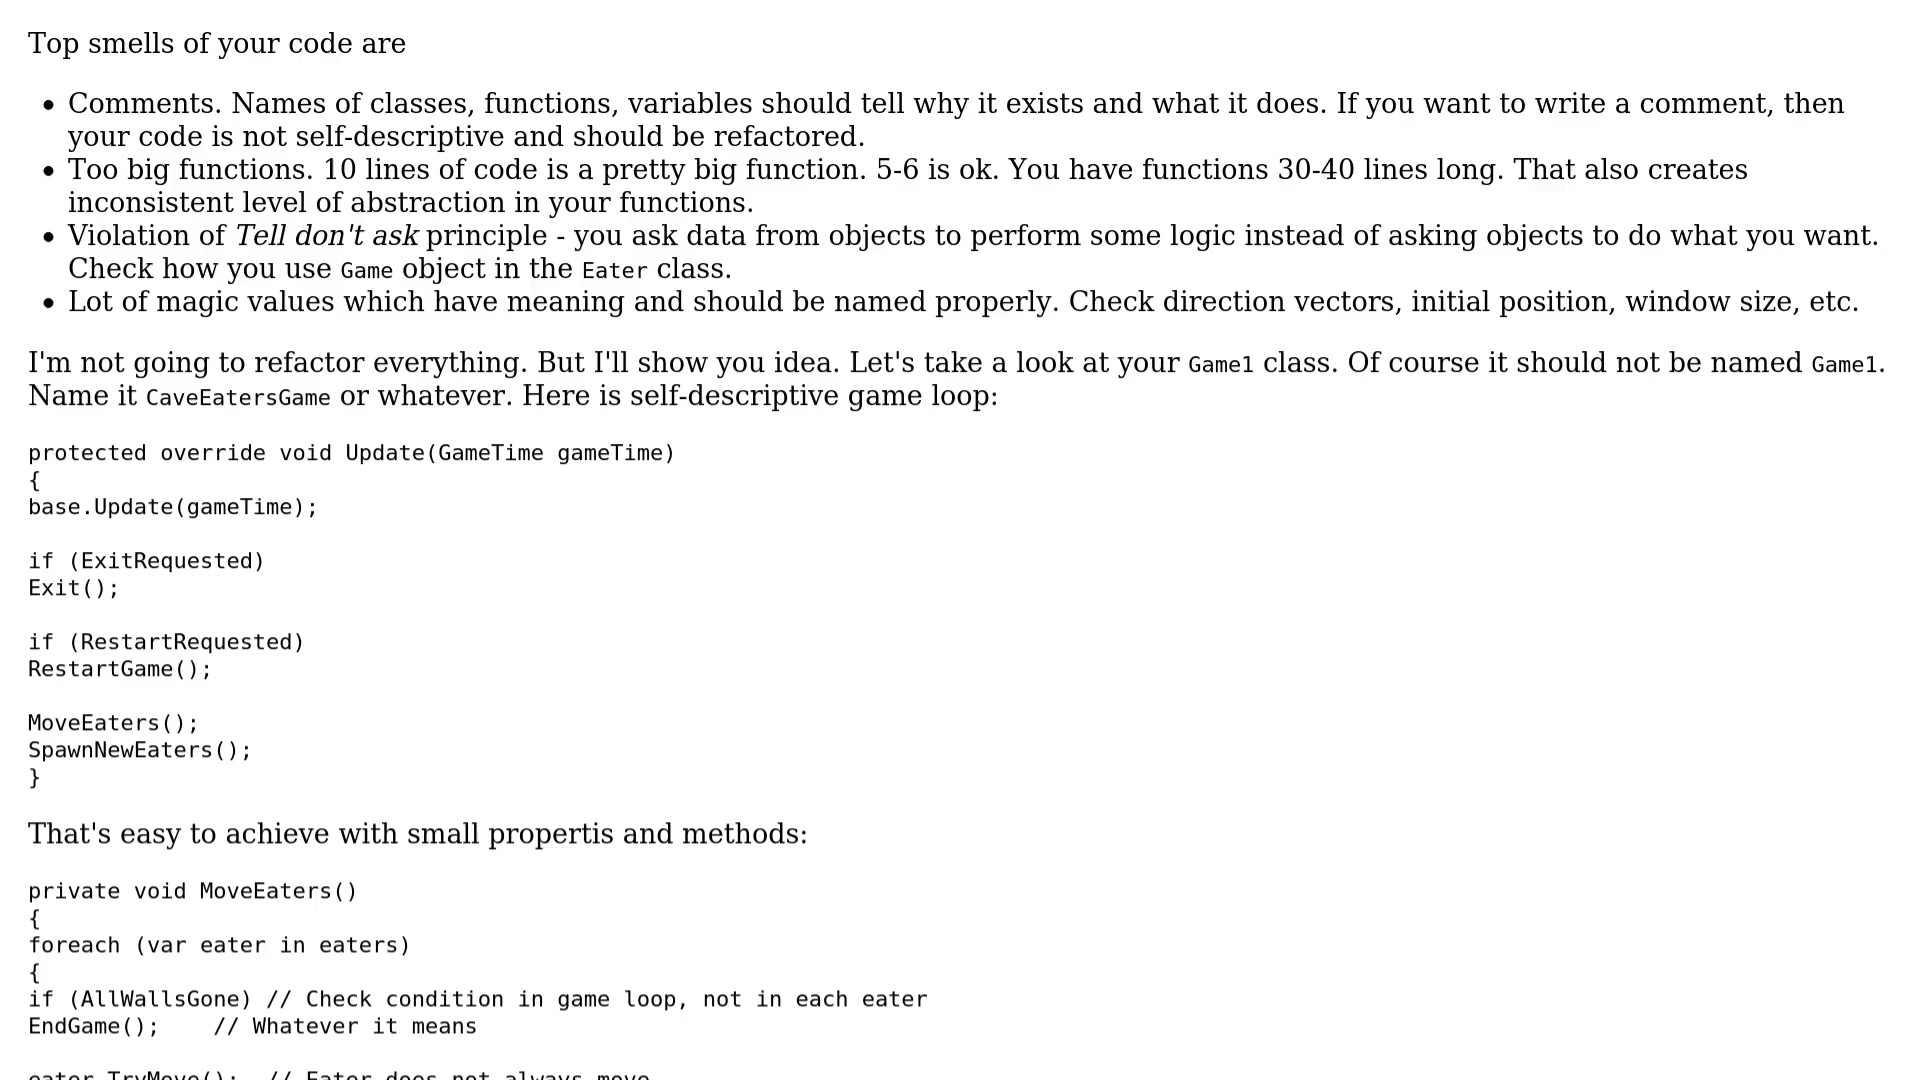 Top smells of your code are
Comments. Names of classes, functions, variables should tell why it exists and what it does. If you want to write a comment, then
your code is not self-descriptive and should be refactored.
Too big functions. 10 lines of code is a pretty big function. 5-6 is ok. You have functions 30-40 lines long. That also creates
inconsistent level of abstraction in your functions.
Violation of Tell don't ask principle - you ask data from objects to perform some logic instead of asking objects to do what you want.
Check how you use Game object in the Eater class.
Lot of magic values which have meaning and should be named properly. Check direction vectors, initial position, window size, etc.
I'm not going to refactor everything. But I'll show you idea. Let's take a look at your Game1 class. Of course it should not be named Game1.
Name it CaveEatersGame or whatever. Here is self-descriptive game loop:
protected override void Update(GameTime gameTime)
{
base.Update(gameTime);
if (ExitRequested)
Exit();
if (RestartRequested)
RestartGame();
MoveEaters();
SpawnNewEaters();
}
That's easy to achieve with small propertis and methods:
private void MoveEaters()
{
foreach (var eater in eaters)
{
if (AllWallsGone) // Check condition in game loop, not in each eater
EndGame();    // Whatever it means
eater.TryMove();  // Eater does not always move